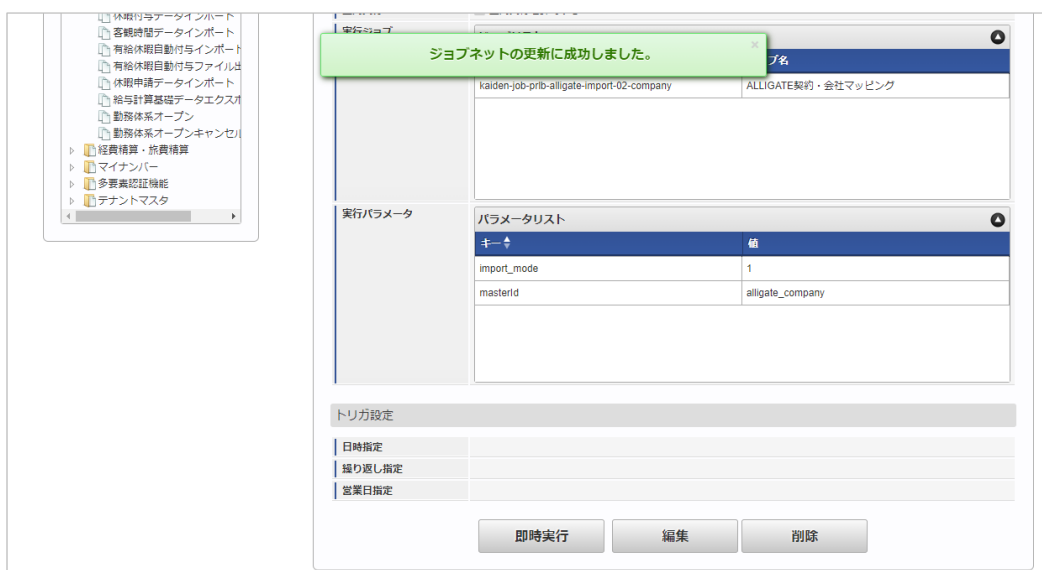 休暇付与データインポート
客観時間データインポート
有給休暇自動付与インポート
有給休暇自動付与ファイル出
休暇申請データインポート
給与計算基礎データエクスポ
勤務体系オープン
勤務体系オープンキャンセル
経費精算・旅費精算
マイナンバー
多要素認証機能
テナントマスタ
実行ジョブ
ジョブネットの更新に成功しました。
×
ブ名
kaiden-job-prlb-alligate-import-02-company
ALLIGATE契約・会社マッピング
実行パラメータ
パラメータリスト
キー
値
import_mode
1
masterId
alligate_company
トリガ設定
日時指定
繰り返し指定
営業日指定
即時実行
編集
削除